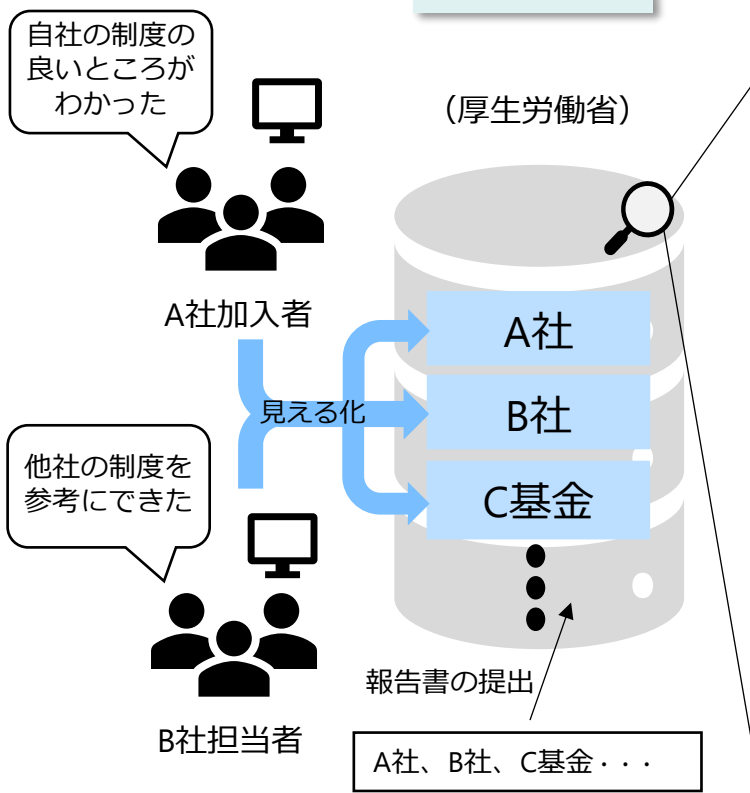 自社の制度の
良いところが
わかった
(厚生労働省)
A社加入者
A社
見える化
B社
他社の制度を
参考にできた
C基金
報告書の提出
B社担当者
A社、B社、C基金・・・